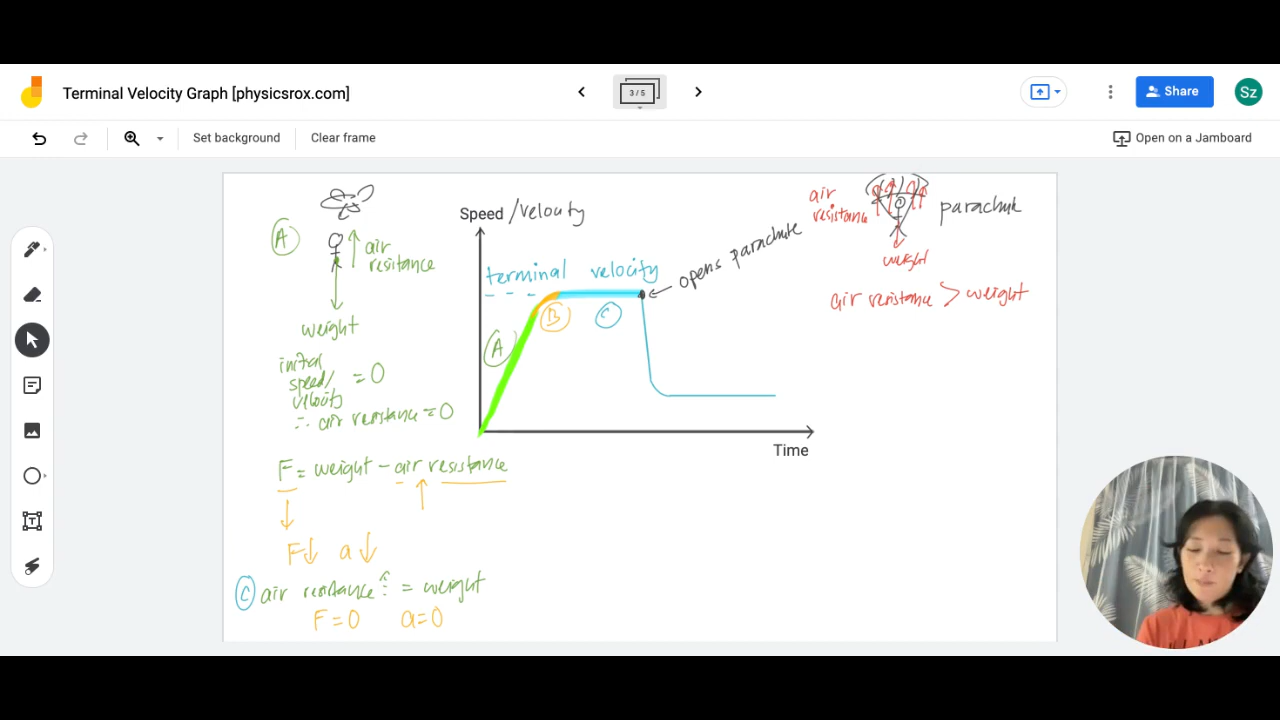 Terminal Velocity Graph [physicsrox.com]
3 / 5
Share
Sz
Set background
Clear frame
Open on a Jamboard
A
air
resistance
weight
initial
speed/
velocity
= 0
∴ air resistance = 0
F = weight - air resistance
F↓ a↓
C air resistance = weight
F = 0 a = 0
Speed /velocity
terminal velocity
A
B
C
opens parachute
Time
air
resistance
parachute
weight
air resistance > weight